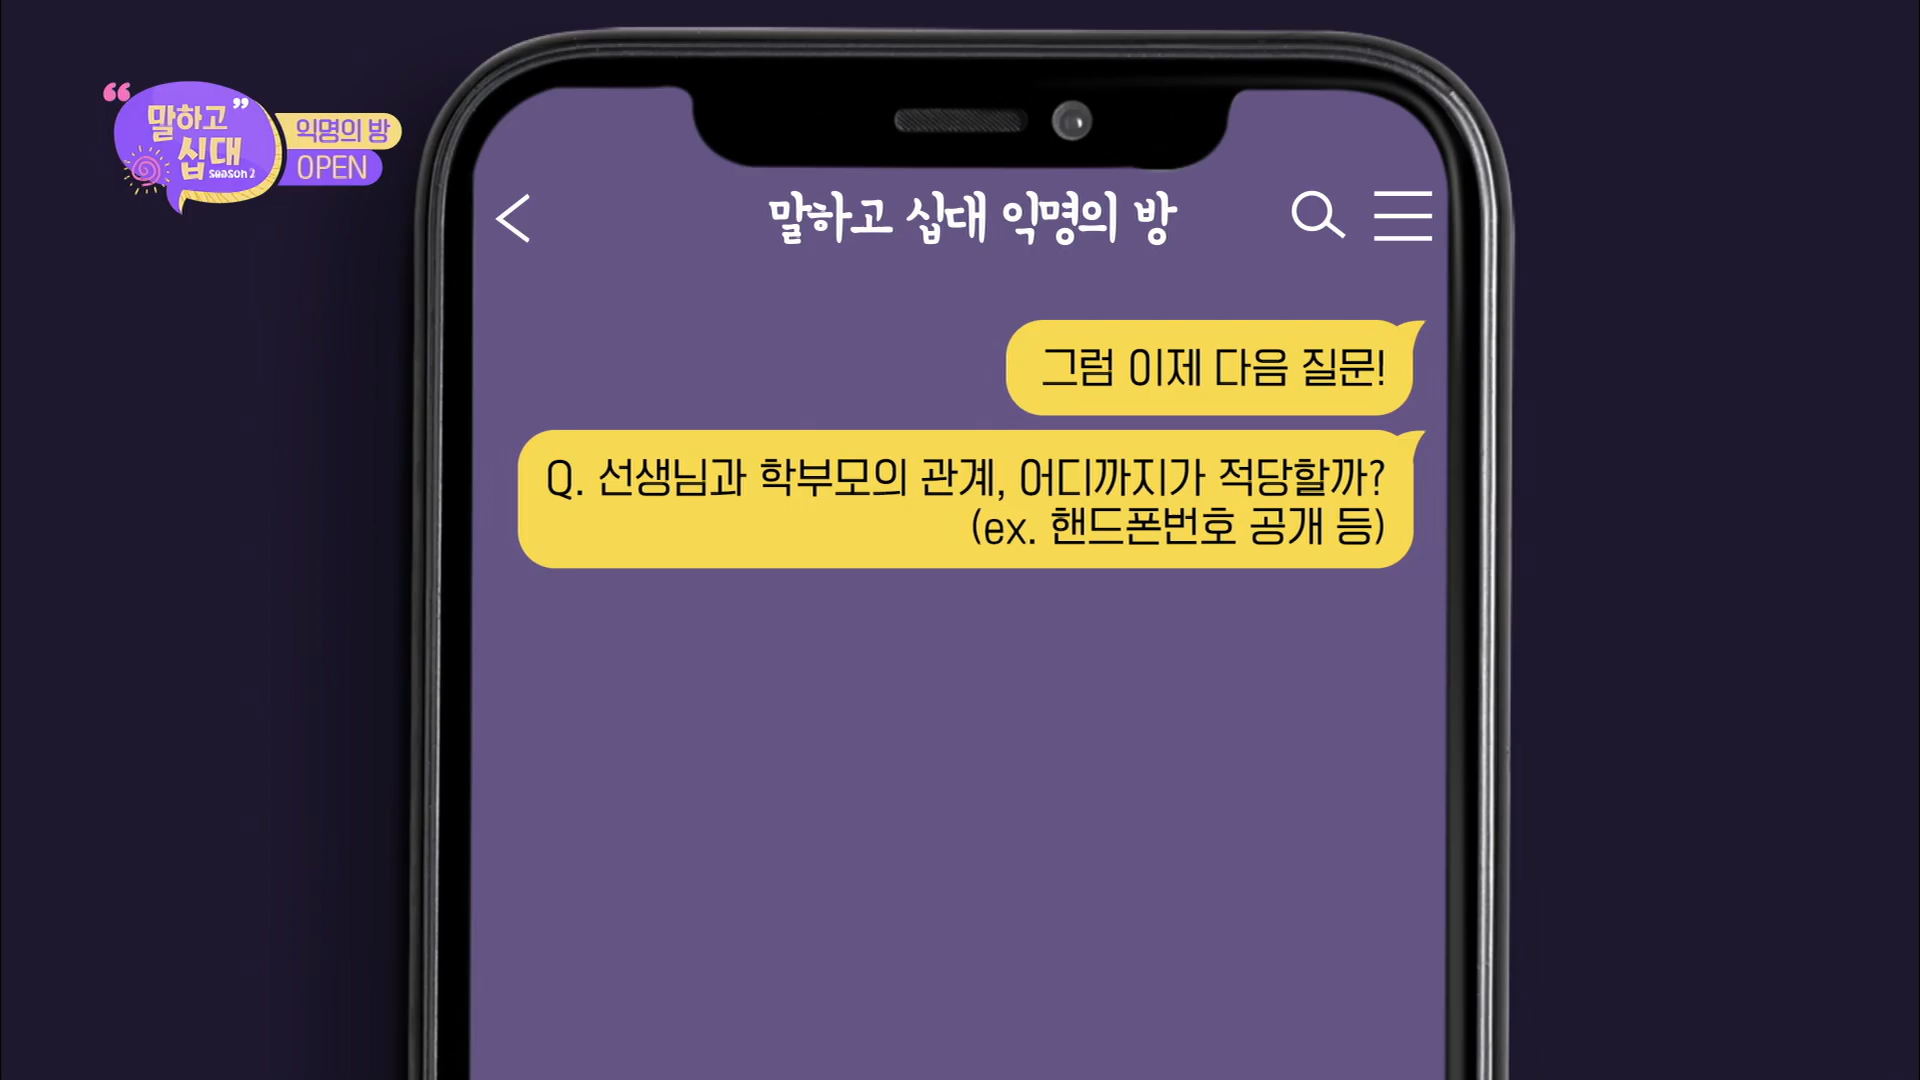 “말하고”
십대
season 2
익명의 방
OPEN
말하고 십대 익명의 방
그럼 이제 다음 질문!
Q. 선생님과 학부모의 관계, 어디까지가 적당할까?
(ex. 핸드폰번호 공개 등)